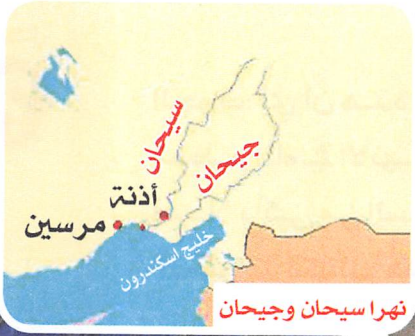 سيحان
جيحان
أذنة
مرسين
خليج اسكندرون
نهرا سيحان وجيحان